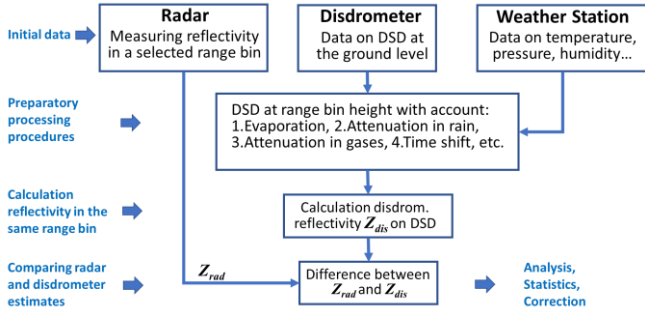 Radar
Disdrometer
Weather Station
Initial data
Measuring reflectivity
in a selected range bin
Data on DSD at
the ground level
Data on temperature,
pressure, humidity...
Preparatory
processing
procedures
DSD at range bin height with account:
1.Evaporation, 2.Attenuation in rain,
3.Attenuation in gases, 4.Time shift, etc.
Calculation
reflectivity in the
same range bin
Calculation disdrom.
reflectivity Zdis on DSD
Comparing radar
and disdrometer
estimates
Zrad
Difference between
Zrad and Zdis
Analysis,
Statistics,
Correction